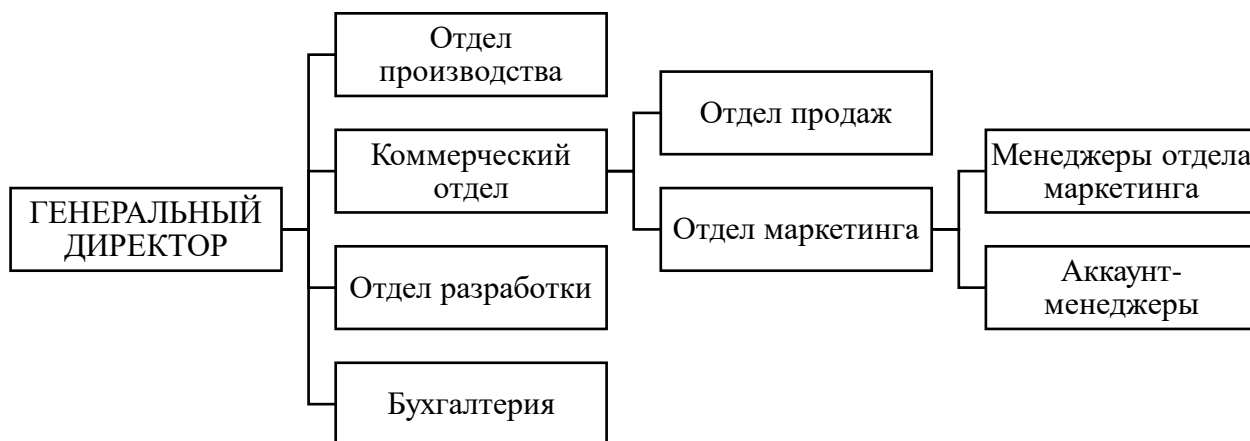 Отдел
производства
Отдел продаж
Коммерческий
отдел
Менеджеры отдела
маркетинга
ГЕНЕРАЛЬНЫЙ
ДИРЕКТОР
Отдел маркетинга
Отдел разработки
Аккаунт-
менеджеры
Бухгалтерия